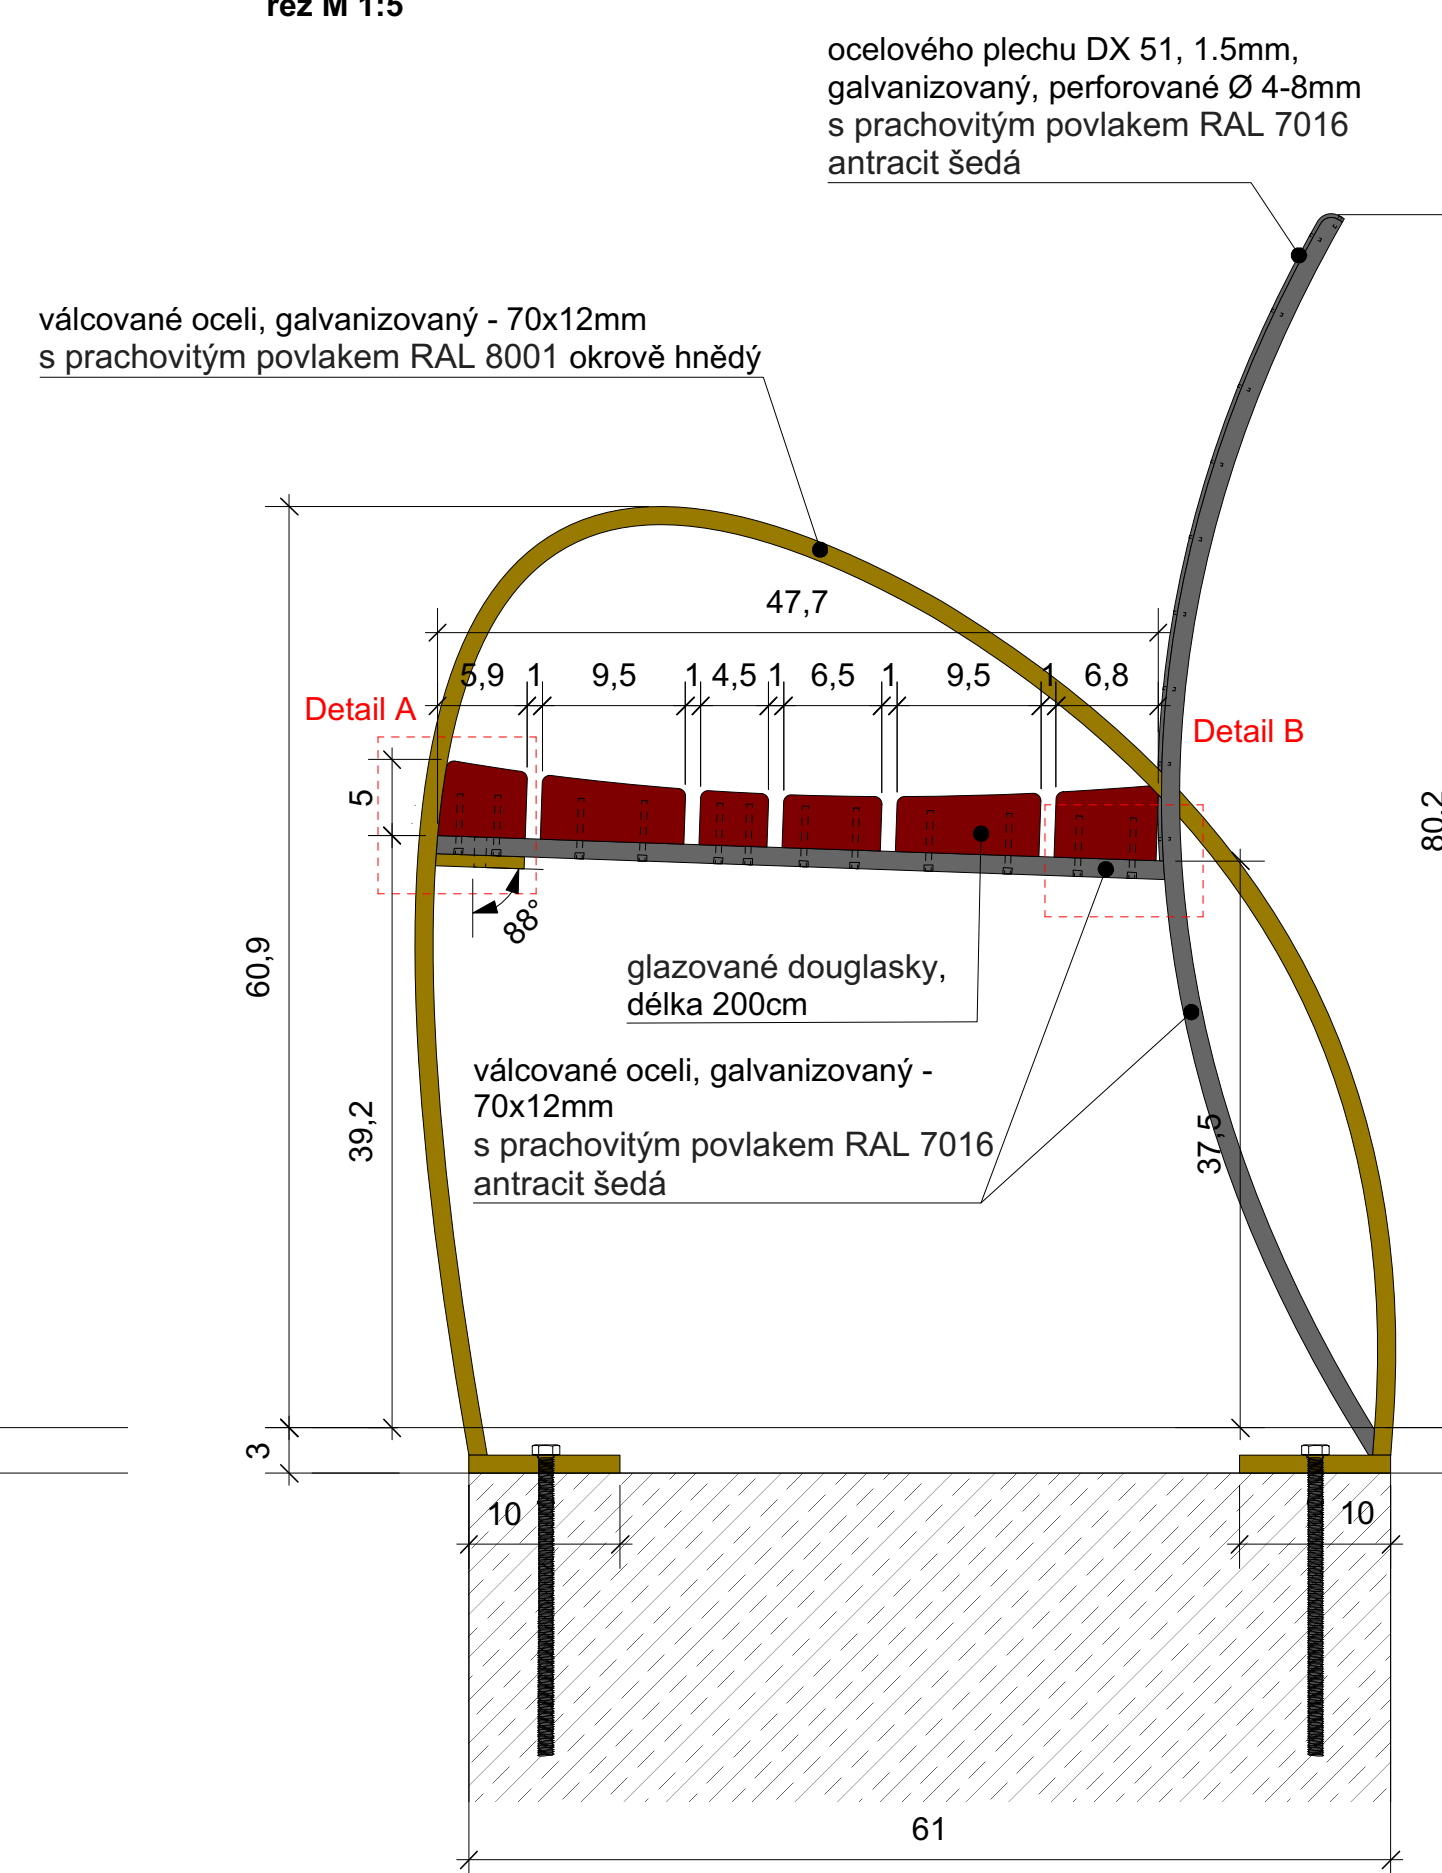 řez M 1:5
ocelového plechu DX 51, 1.5mm,
galvanizovaný, perforované Ø 4-8mm
s prachovitým povlakem RAL 7016
antracit šedá
válcované oceli, galvanizovaný - 70x12mm
s prachovitým povlakem RAL 8001 okrově hnědý
47,7
5,9 1 9,5 1 4,5 1 6,5 1 9,5 1 6,8
Detail A
Detail B
5
80,2
88°
60,9
glazované douglasky,
délka 200cm
válcované oceli, galvanizovaný -
70x12mm
s prachovitým povlakem RAL 7016
antracit šedá
39,2
37,5
3
10
10
61